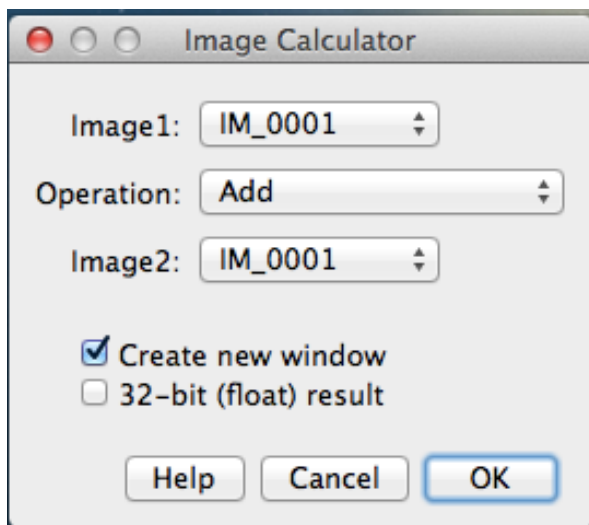 Image Calculator
Image1: IM_0001
Operation: Add
Image2: IM_0001
Create new window
32-bit (float) result
Help Cancel OK